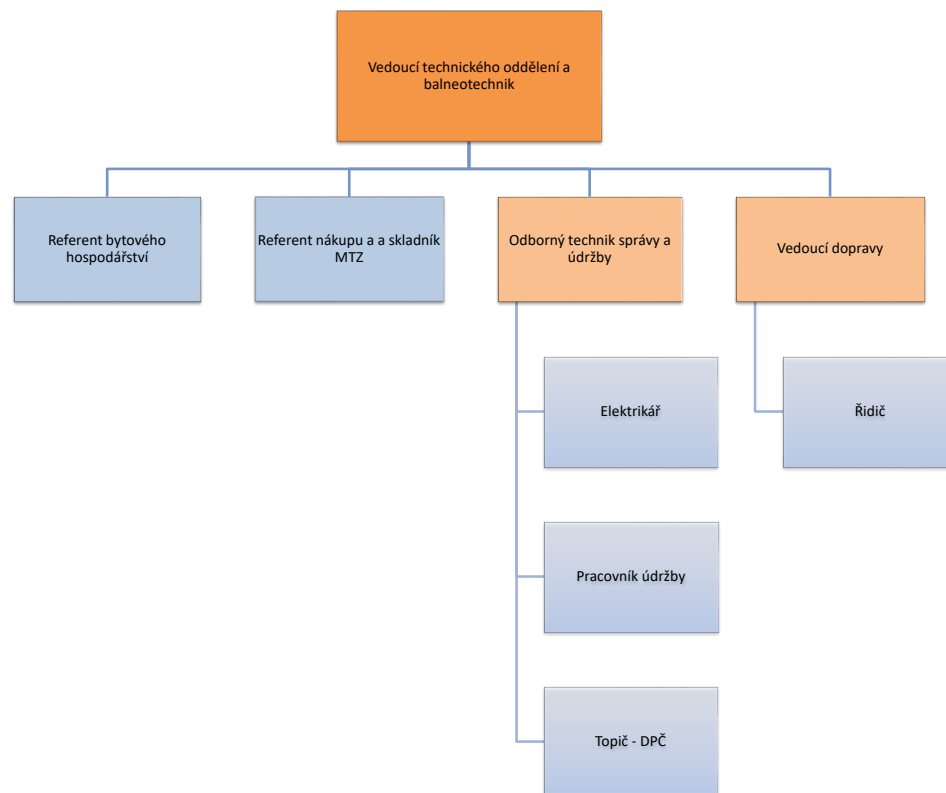 Vedoucí technického oddělení a
balneotechnik
Referent bytového
hospodářství
Referent nákupu a a skladník
MTZ
Odborný technik správy a
údržby
Vedoucí dopravy
Elektrikář
Řidič
Pracovník údržby
Topič - DPČ